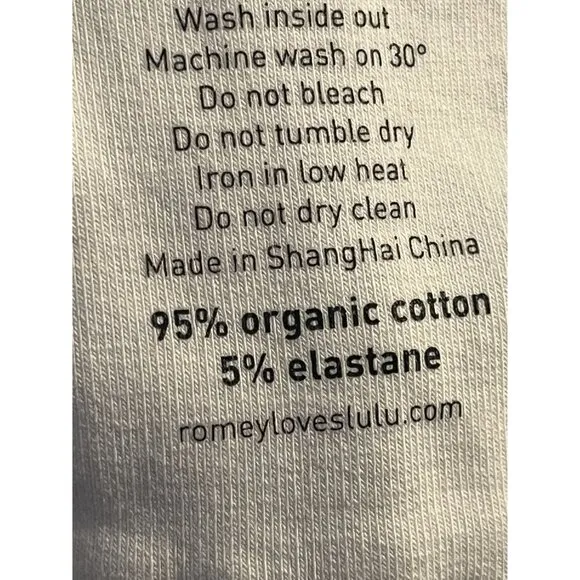 Wash inside out
Machine wash on 30°
Do not bleach
Do not tumble dry
Iron in low heat
Do not dry clean
Made in ShangHai China
95% organic cotton
5% elastane
romeyloveslulu.com